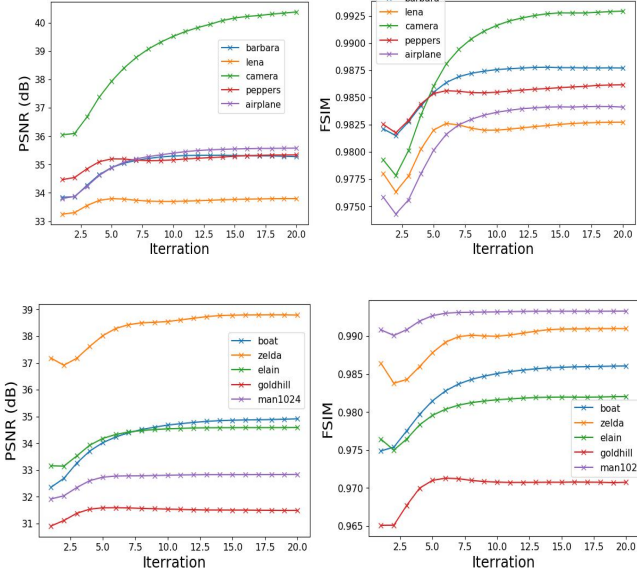 PSNR (dB)
40
39
38
37
36
35
34
33
2.5 5.0 7.5 10.0 12.5 15.0 17.5 20.0
Iterration
barbara
lena
camera
peppers
airplane
FSIM
0.9925
0.9900
0.9875
0.9850
0.9825
0.9800
0.9775
0.9750
2.5 5.0 7.5 10.0 12.5 15.0 17.5 20.0
Iterration
barbara
lena
camera
peppers
airplane
PSNR (dB)
39
38
37
36
35
34
33
32
31
2.5 5.0 7.5 10.0 12.5 15.0 17.5 20.0
Iterration
boat
zelda
elain
goldhill
man1024
FSIM
0.990
0.985
0.980
0.975
0.970
0.965
2.5 5.0 7.5 10.0 12.5 15.0 17.5 20.0
Iterration
boat
zelda
elain
goldhill
man102